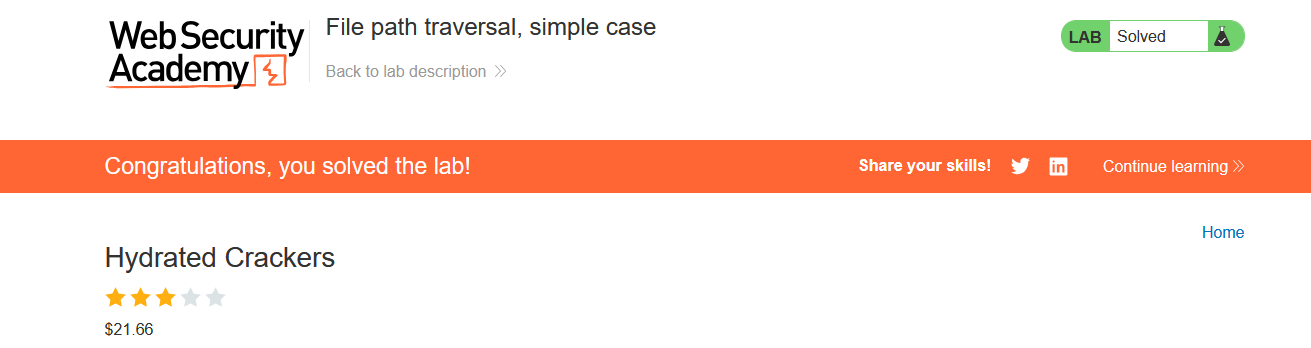 Web Security
Academy
File path traversal, simple case
Back to lab description
LAB Solved
Congratulations, you solved the lab!
Share your skills!
Continue learning
Home
Hydrated Crackers
$21.66